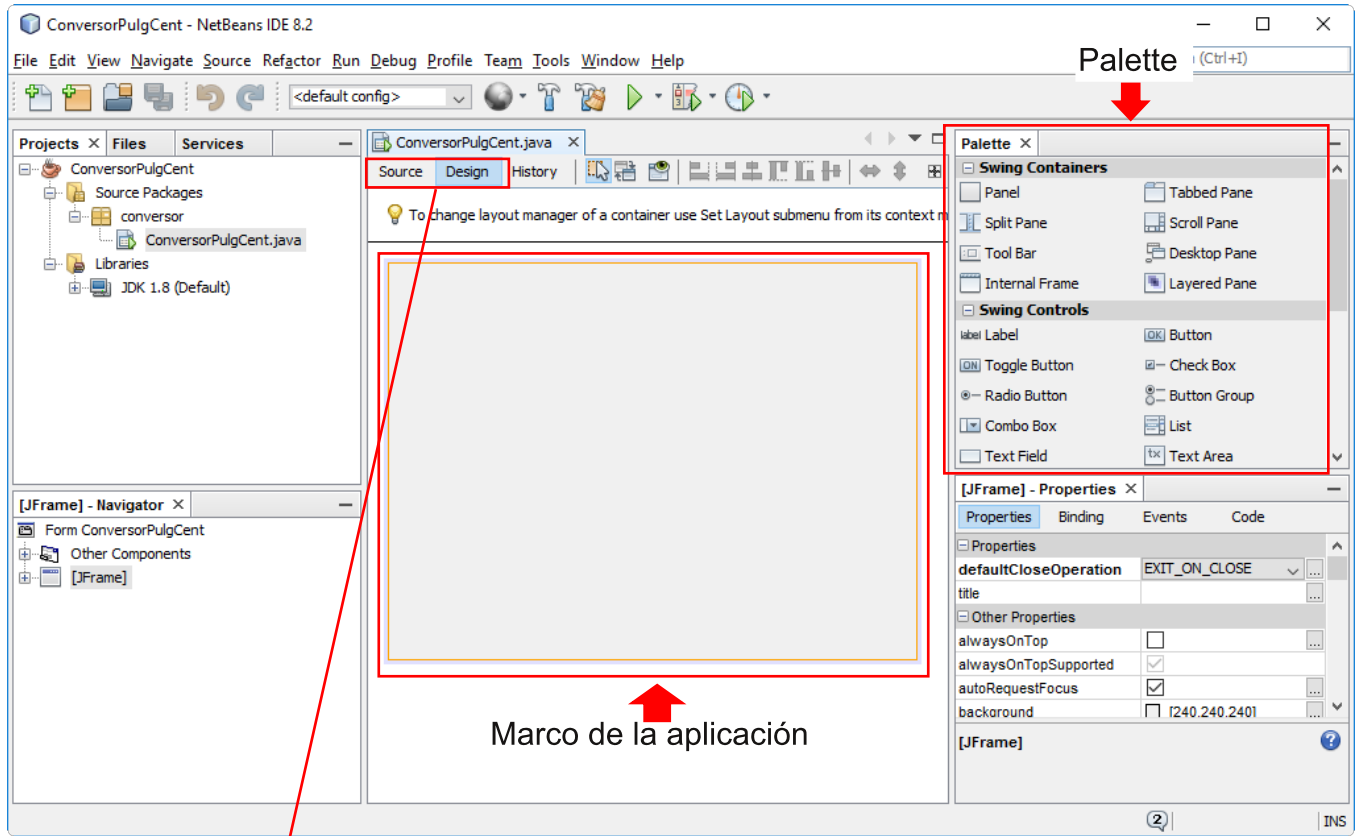 ConversorPulgCent - NetBeans IDE 8.2
File Edit View Navigate Source Refactor Run Debug Profile Team Tools Window Help
(Ctrl+I)
Palette
<default config>
Projects Files Services
ConversorPulgCent
Source Packages
conversor
ConversorPulgCent.java
Libraries
JDK 1.8 (Default)
[JFrame] - Navigator
Form ConversorPulgCent
Other Components
[JFrame]
ConversorPulgCent.java
Source Design History
To change layout manager of a container use Set Layout submenu from its context m
Marco de la aplicación
Palette
Swing Containers
Panel Tabbed Pane
Split Pane Scroll Pane
Tool Bar Desktop Pane
Internal Frame Layered Pane
Swing Controls
label Label OK Button
ON Toggle Button Check Box
Radio Button Button Group
Combo Box List
Text Field Text Area
[JFrame] - Properties
Properties Binding Events Code
Properties
defaultCloseOperation EXIT_ON_CLOSE ...
title ...
Other Properties
alwaysOnTop ...
alwaysOnTopSupported
autoRequestFocus ...
background [240,240,240] ...
[JFrame] ?
2 INS